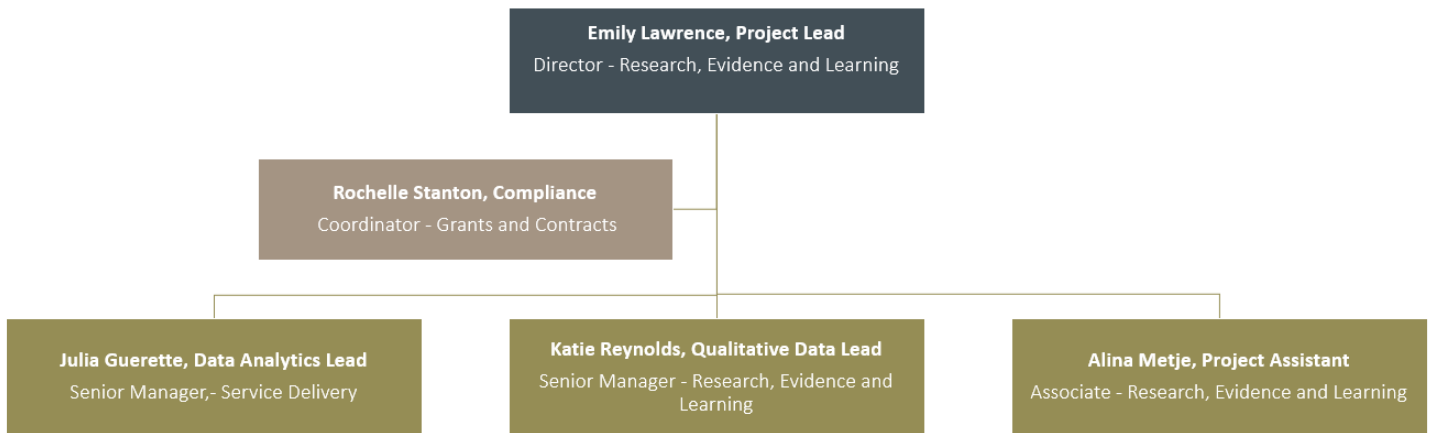 Emily Lawrence, Project Lead
Director - Research, Evidence and Learning
Rochelle Stanton, Compliance
Coordinator - Grants and Contracts
Julia Guerette, Data Analytics Lead
Senior Manager,- Service Delivery
Katie Reynolds, Qualitative Data Lead
Senior Manager - Research, Evidence and
Learning
Alina Metje, Project Assistant
Associate - Research, Evidence and Learning